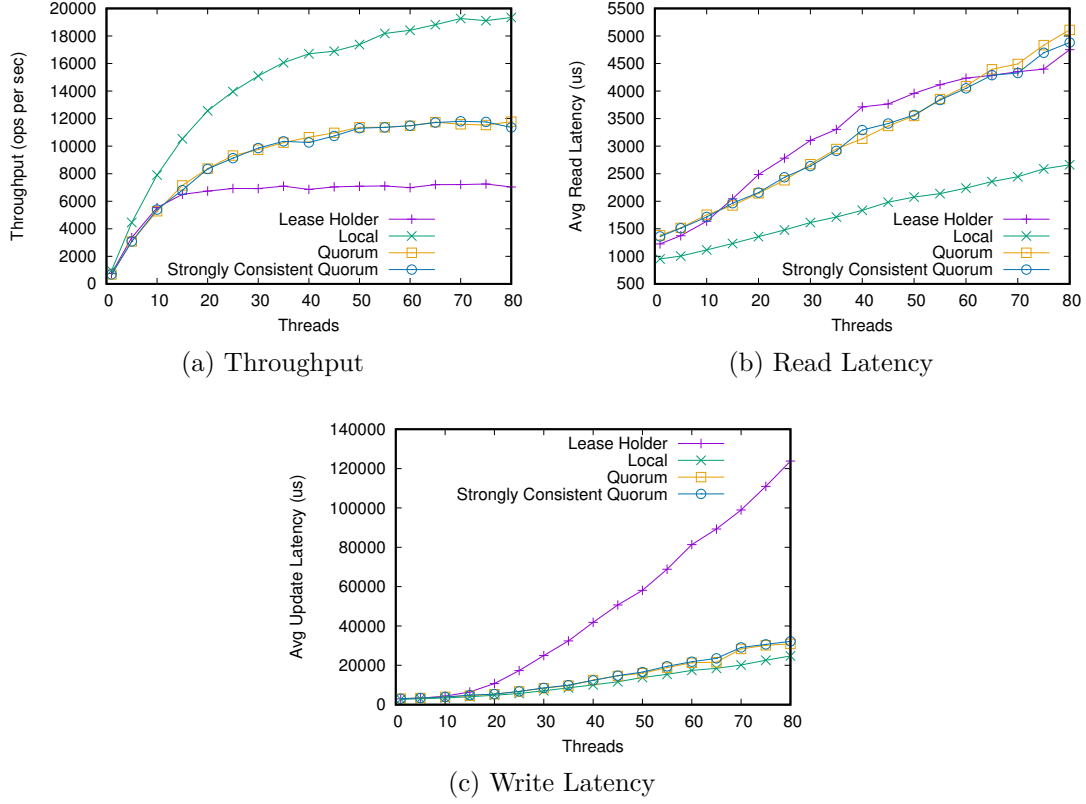 20000
18000
16000
14000
12000
10000
8000
6000
4000
2000
0
Throughput (ops per sec)
Lease Holder
Local
Quorum
Strongly Consistent Quorum
0 10 20 30 40 50 60 70 80
Threads
(a) Throughput
5500
5000
4500
4000
3500
3000
2500
2000
1500
1000
500
Avg Read Latency (us)
Lease Holder
Local
Quorum
Strongly Consistent Quorum
0 10 20 30 40 50 60 70 80
Threads
(b) Read Latency
140000
120000
100000
80000
60000
40000
20000
0
Avg Update Latency (us)
Lease Holder
Local
Quorum
Strongly Consistent Quorum
0 10 20 30 40 50 60 70 80
Threads
(c) Write Latency